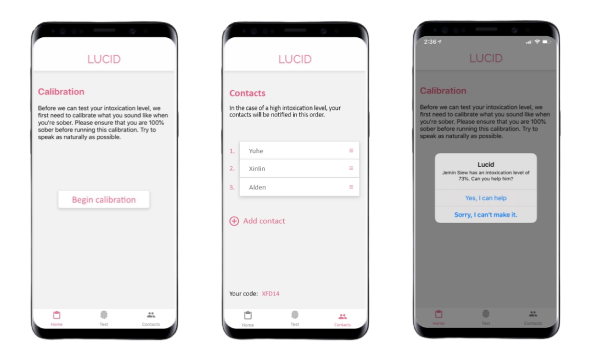 LUCID
Calibration
Before we can test your intoxication level, we
first need to calibrate what you sound like when
you're sober. Please ensure that you are 100%
sober before running this calibration. Try to
speak as naturally as possible.
Begin calibration
Home Test Contacts
LUCID
Contacts
In the case of a high intoxication level, your
contacts will be notified in this order.
1. Yuhe
2. Xinlin
3. Alden
Add contact
Your code: XFD14
Home Test Contacts
2:36
LUCID
Calibration
Before we can test your intoxication level, we
first need to calibrate what you sound like when
you're sober. Please ensure that you are 100%
sober before running this calibration. Try to
speak as naturally as possible.
Lucid
Jemin Siew has an intoxication level of
73%. Can you help him?
Yes, I can help
Sorry, I can't make it.
Home Test Contacts